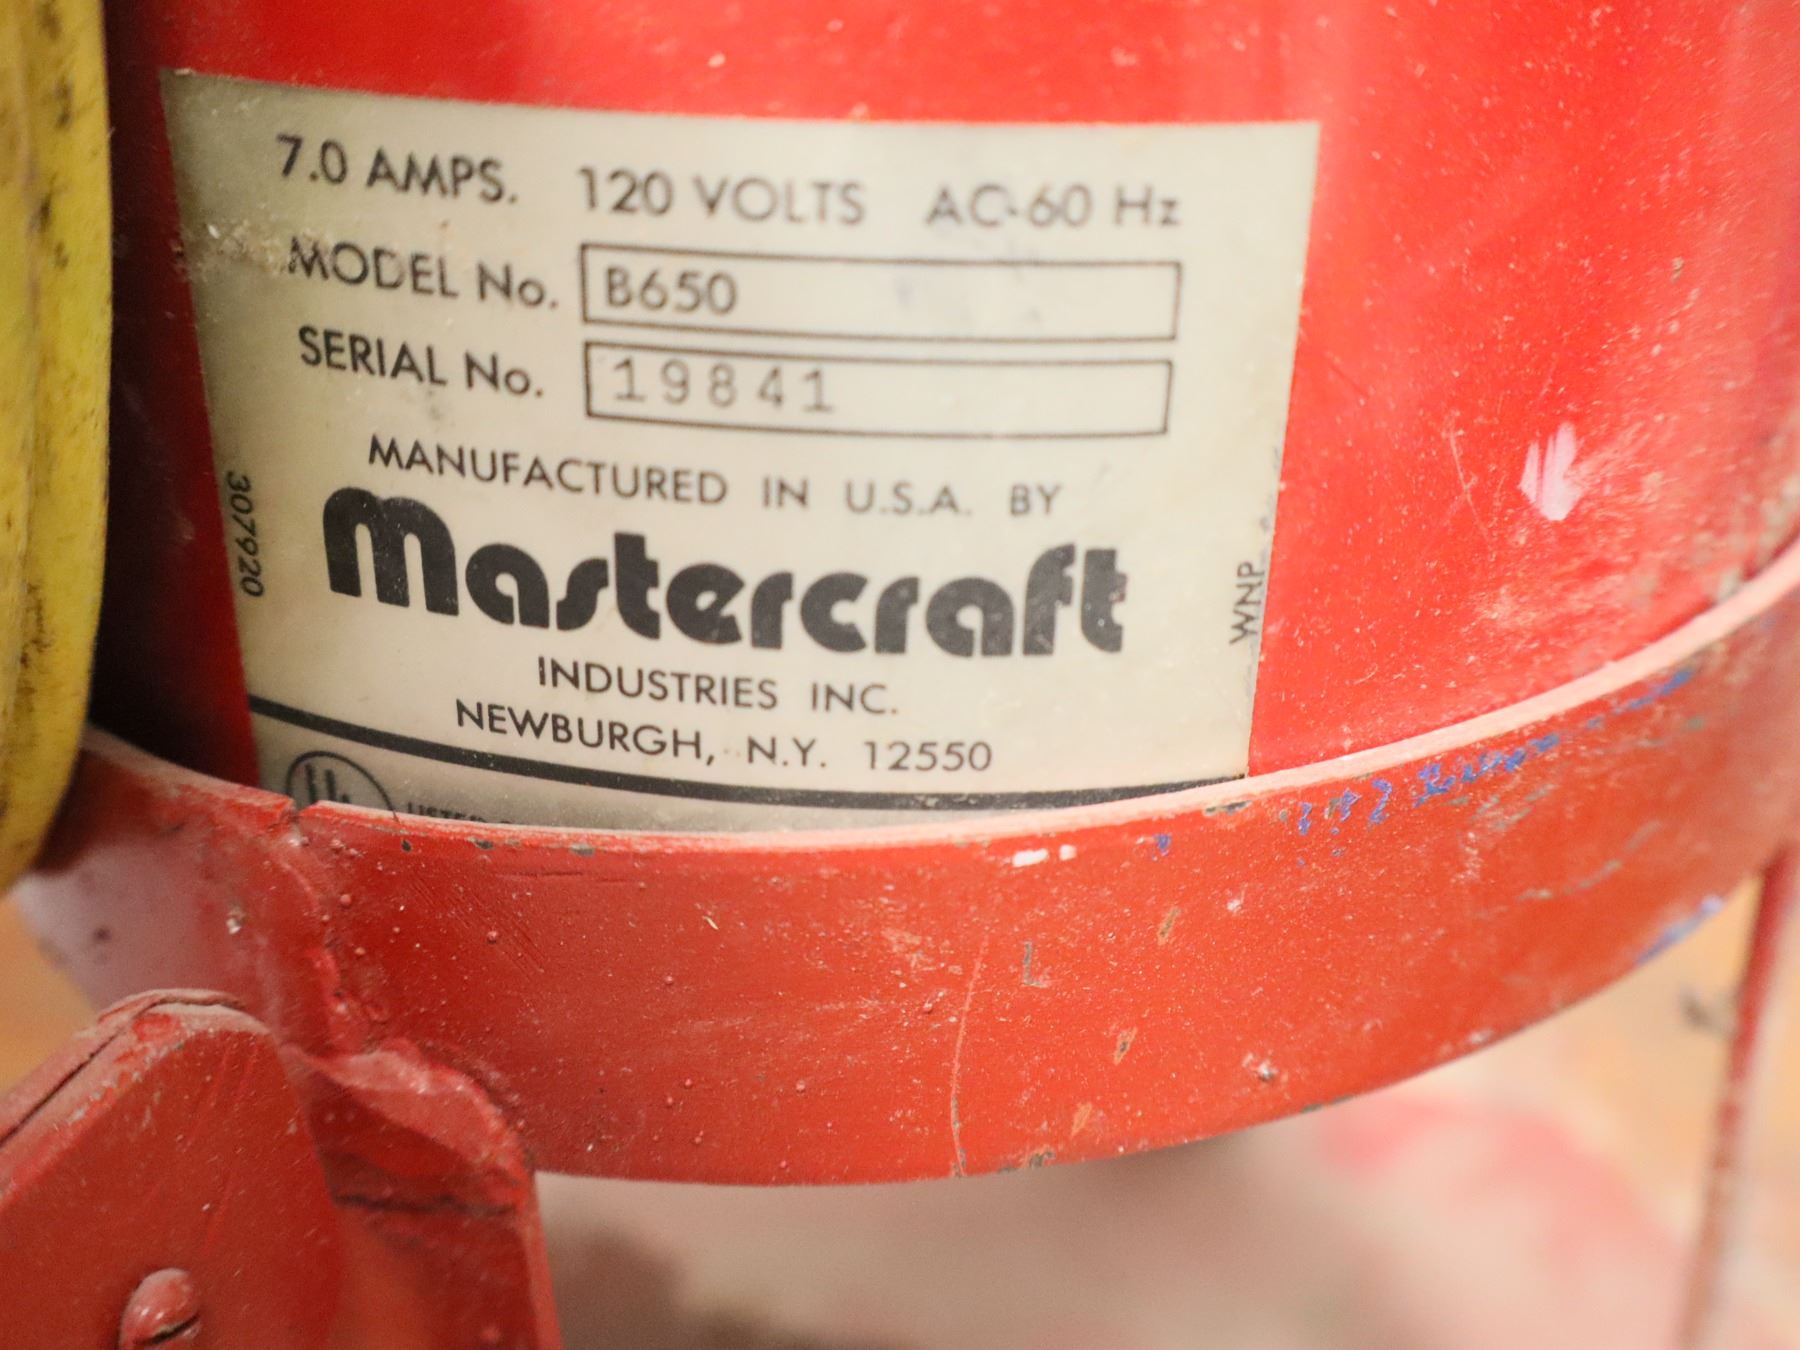 7.0 AMPS. 120 VOLTS AC-60 Hz
MODEL No. B650
SERIAL No. 19841
MANUFACTURED IN U.S.A. BY
mastercraft
INDUSTRIES INC.
NEWBURGH, N.Y. 12550
307920
WNP
UL